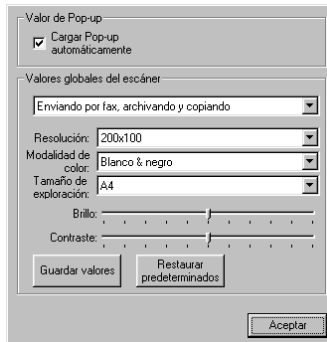 Valor de Pop-up
Cargar Pop-up
automáticamente
Valores globales del escáner
Enviando por fax, archivando y copiando
Resolución: 200x100
Modalidad de
color: Blanco & negro
Tamaño de
exploración: A4
Brillo:
Contraste:
Guardar valores
Restaurar
predeterminados
Aceptar